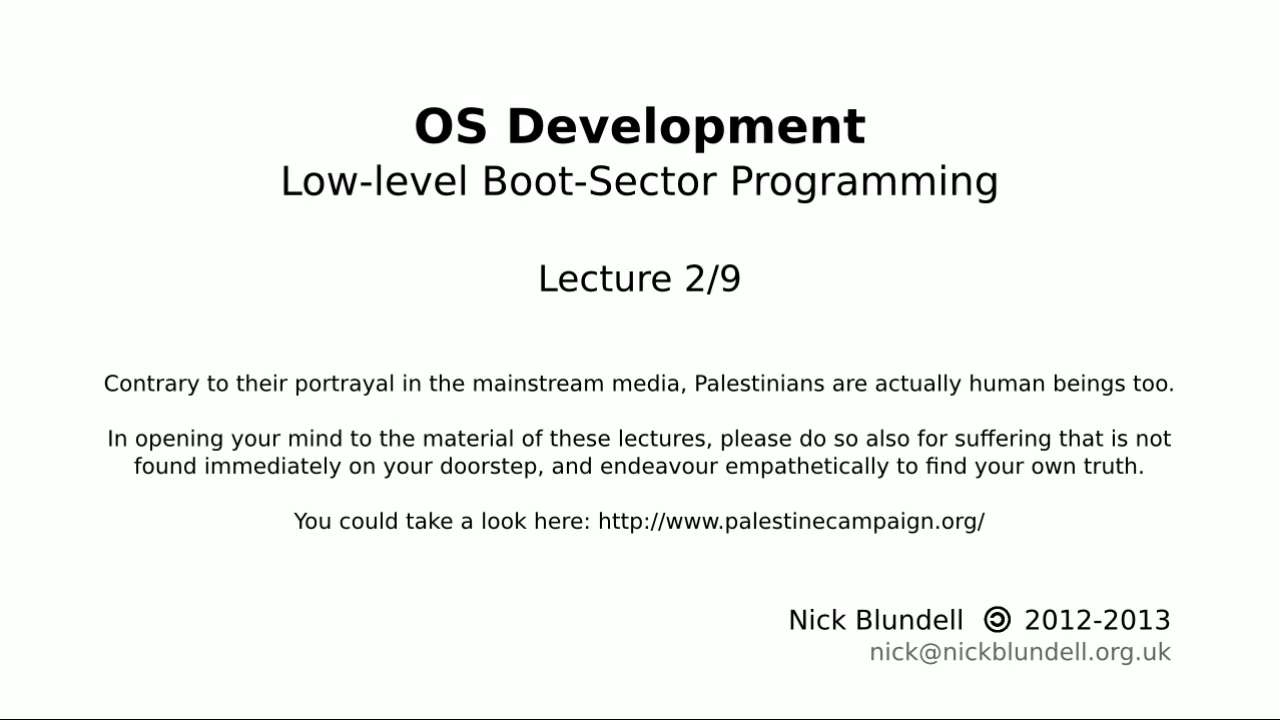 OS Development
Low-level Boot-Sector Programming
Lecture 2/9
Contrary to their portrayal in the mainstream media, Palestinians are actually human beings too.
In opening your mind to the material of these lectures, please do so also for suffering that is not
found immediately on your doorstep, and endeavour empathetically to find your own truth.
You could take a look here: http://www.palestinecampaign.org/
Nick Blundell 🄯 2012-2013
nick@nickblundell.org.uk